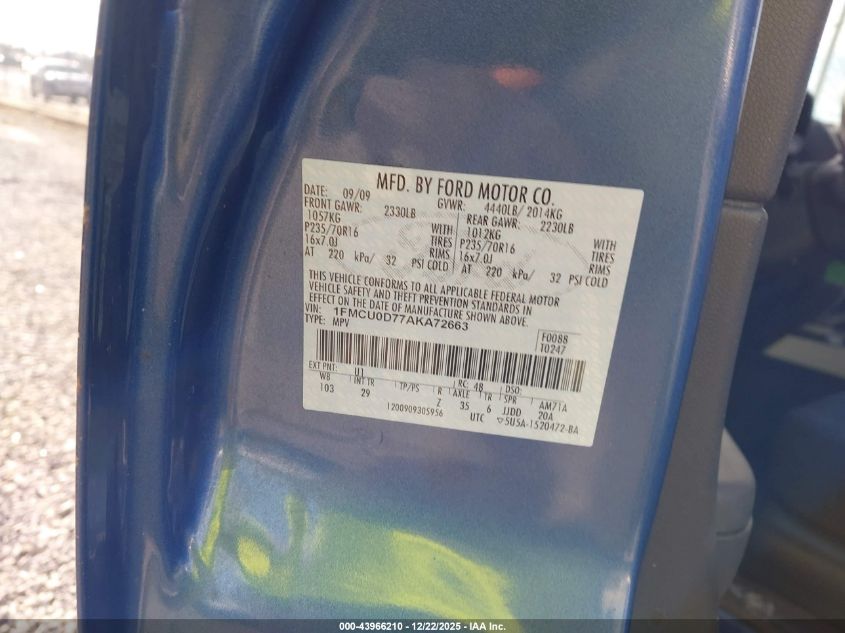 MFD. BY FORD MOTOR CO.
DATE: 09/09 GVWR: 4440LB/ 2014KG
FRONT GAWR: 2330LB REAR GAWR: 2230LB
1057KG WITH 1012KG WITH
P235/70R16 TIRES P235/70R16 TIRES
16x7.0J RIMS 16x7.0J RIMS
AT 220 kPa/ 32 PSI COLD AT 220 kPa/ 32 PSI COLD
THIS VEHICLE CONFORMS TO ALL APPLICABLE FEDERAL MOTOR
VEHICLE SAFETY AND THEFT PREVENTION STANDARDS IN
EFFECT ON THE DATE OF MANUFACTURE SHOWN ABOVE.
VIN: 1FMCU0D77AKA72663
TYPE: MPV F0088
T0247
EXT PNT: U1 RC: 48 DSO:
WB INT TR TP/PS R AXLE TR SPR AM71A
103 29 Z 35 6 JJDD 20A
1200909305956 UTC ▽5U5A-1520472-BA
000-43966210 - 12/22/2025 - IAA Inc.